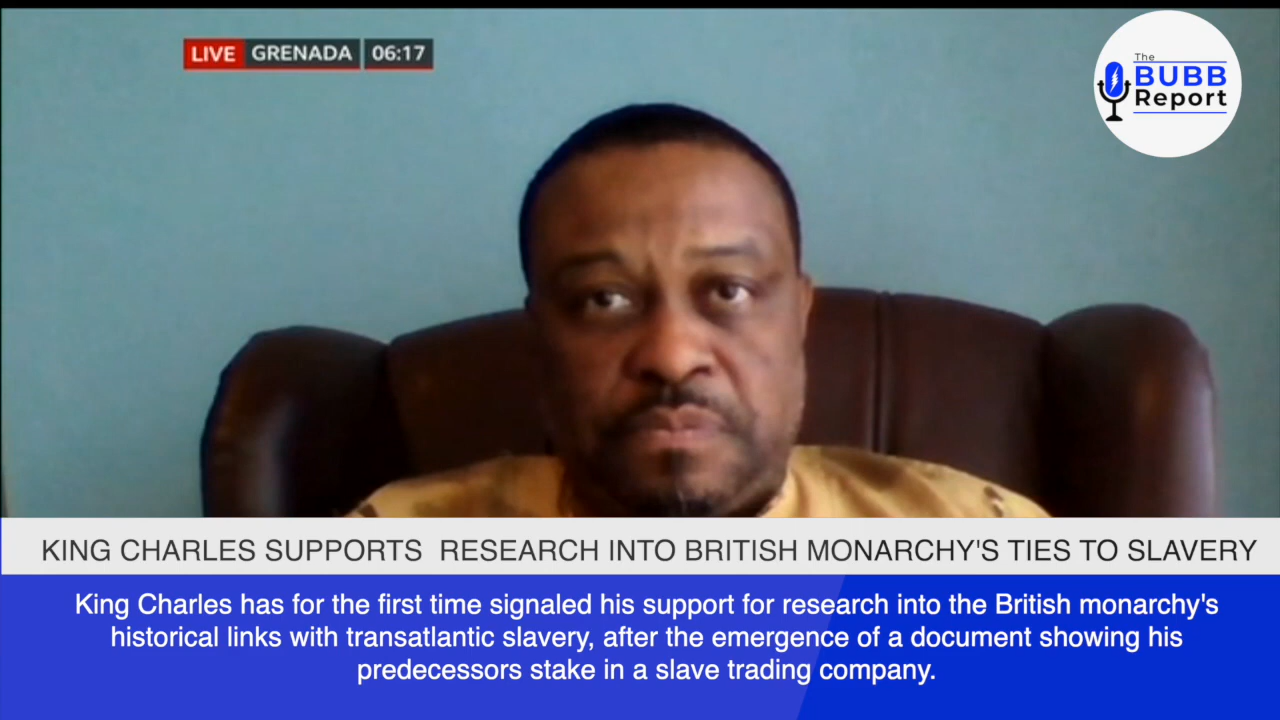 LIVE GRENADA 06:17
The
BUBB
Report
KING CHARLES SUPPORTS RESEARCH INTO BRITISH MONARCHY'S TIES TO SLAVERY
King Charles has for the first time signaled his support for research into the British monarchy's
historical links with transatlantic slavery, after the emergence of a document showing his
predecessors stake in a slave trading company.